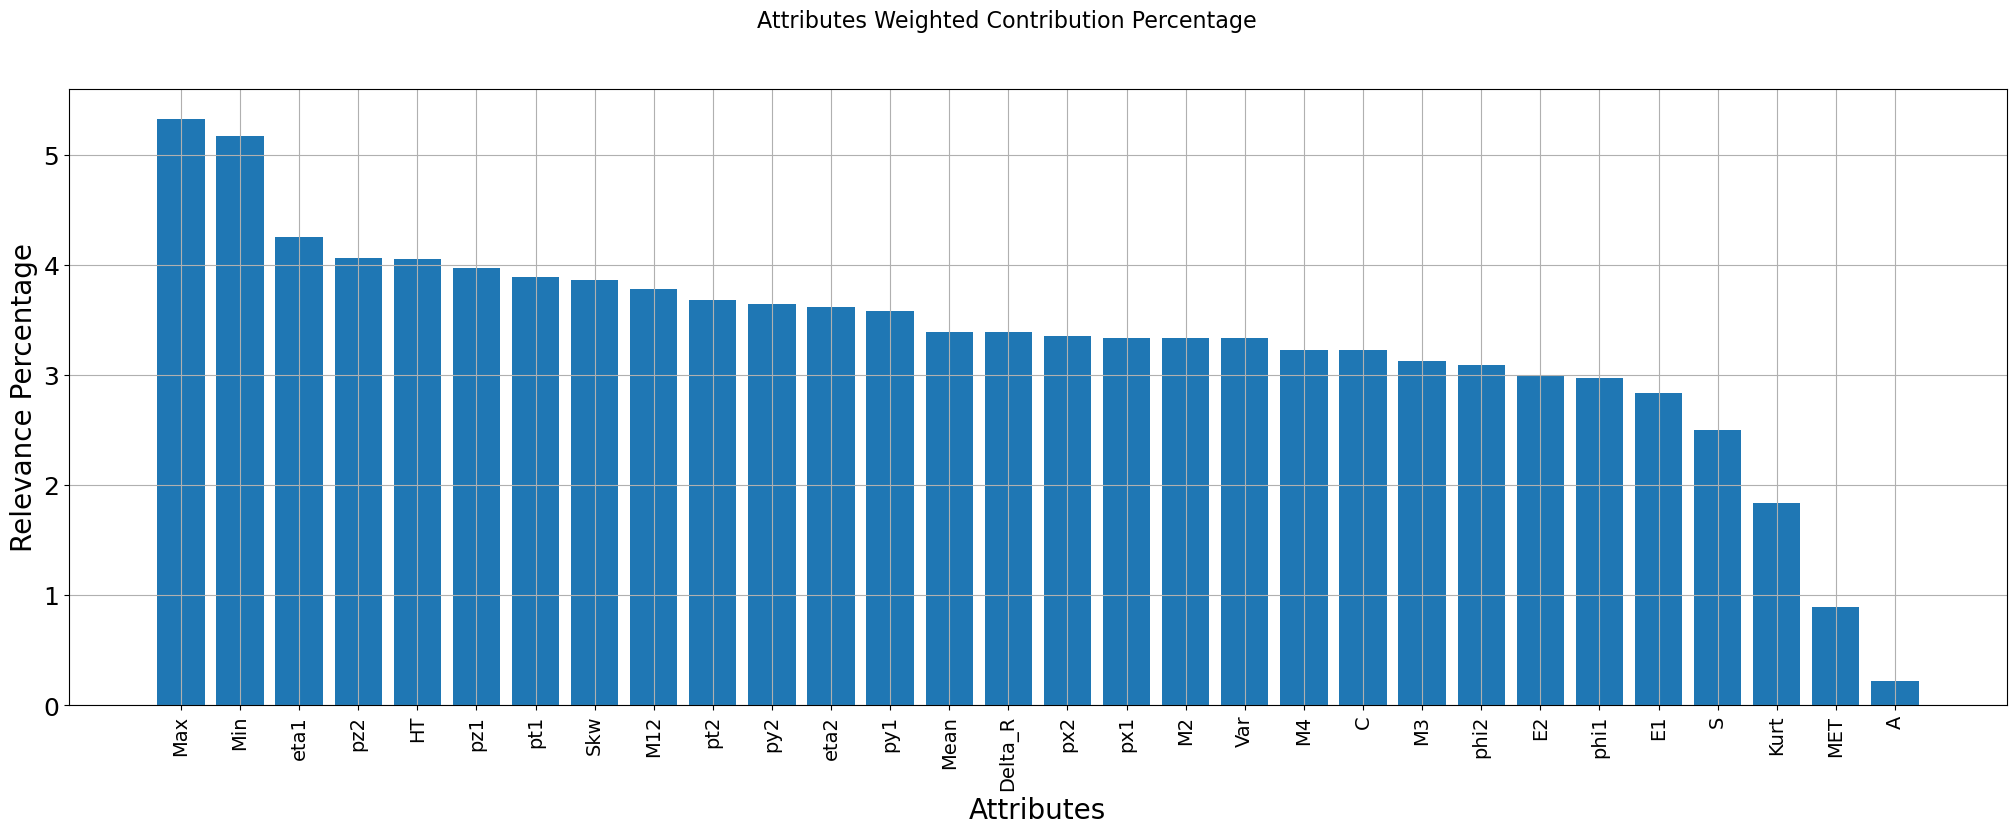 Attributes Weighted Contribution Percentage
Relevance Percentage
5
4
3
2
1
0
Max
Min
eta1
pz2
HT
pz1
pt1
Skw
M12
pt2
py2
eta2
py1
Mean
Delta_R
px2
px1
M2
Var
M4
C
M3
phi2
E2
phi1
E1
S
Kurt
MET
A
Attributes